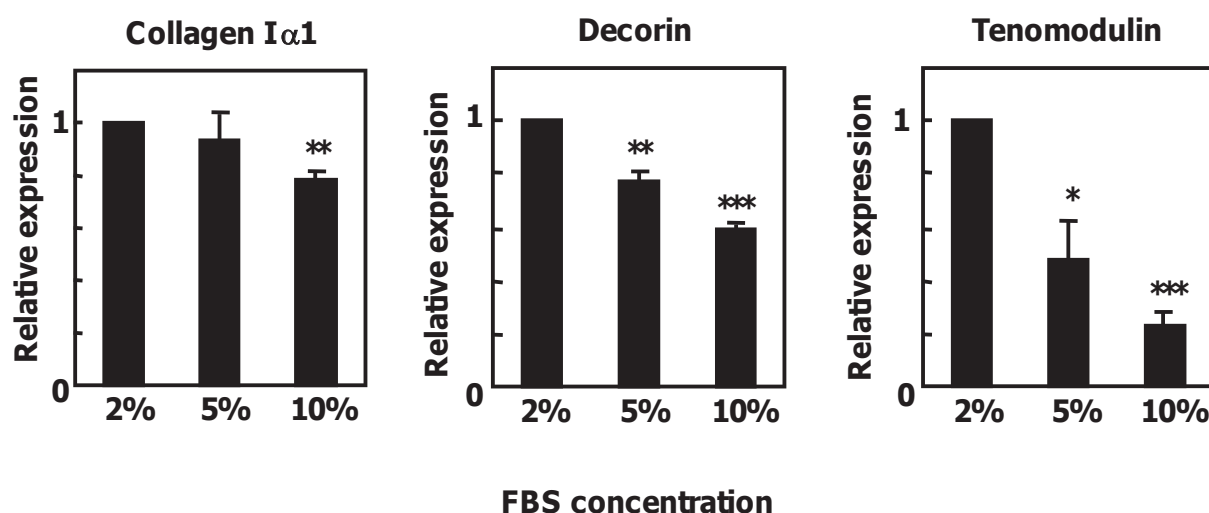 Collagen Iα1
Relative expression
1
0
**
2% 5% 10%
Decorin
Relative expression
1
0
**
***
2% 5% 10%
Tenomodulin
Relative expression
1
0
*
***
2% 5% 10%
FBS concentration